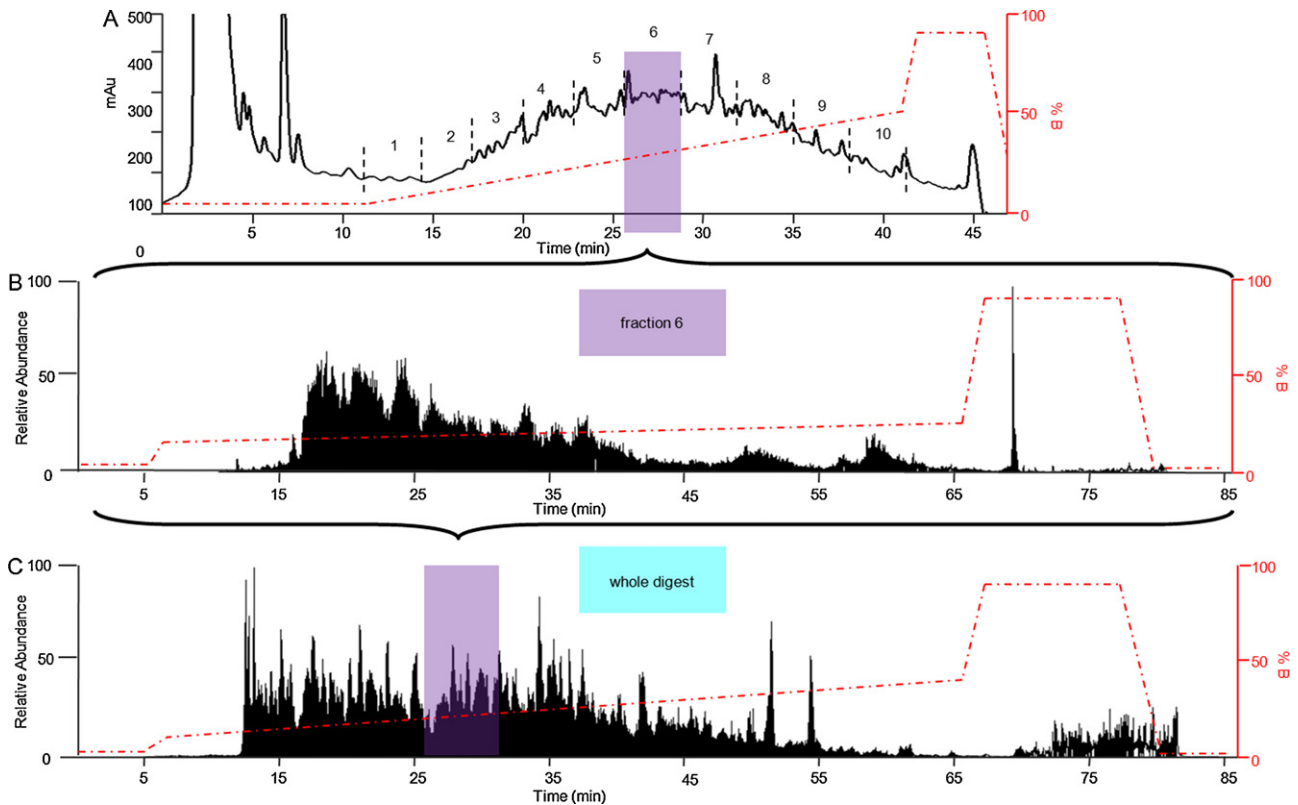 A
500
400
300
200
100
0
mAu
1 2 3 4 5 6 7 8 9 10
100
50
0
% B
5 10 15 20 25 30 35 40 45
Time (min)
B
100
50
0
Relative Abundance
fraction 6
100
50
0
% B
5 15 25 35 45 55 65 75 85
Time (min)
C
100
50
0
Relative Abundance
whole digest
100
50
0
% B
5 15 25 35 45 55 65 75 85
Time (min)